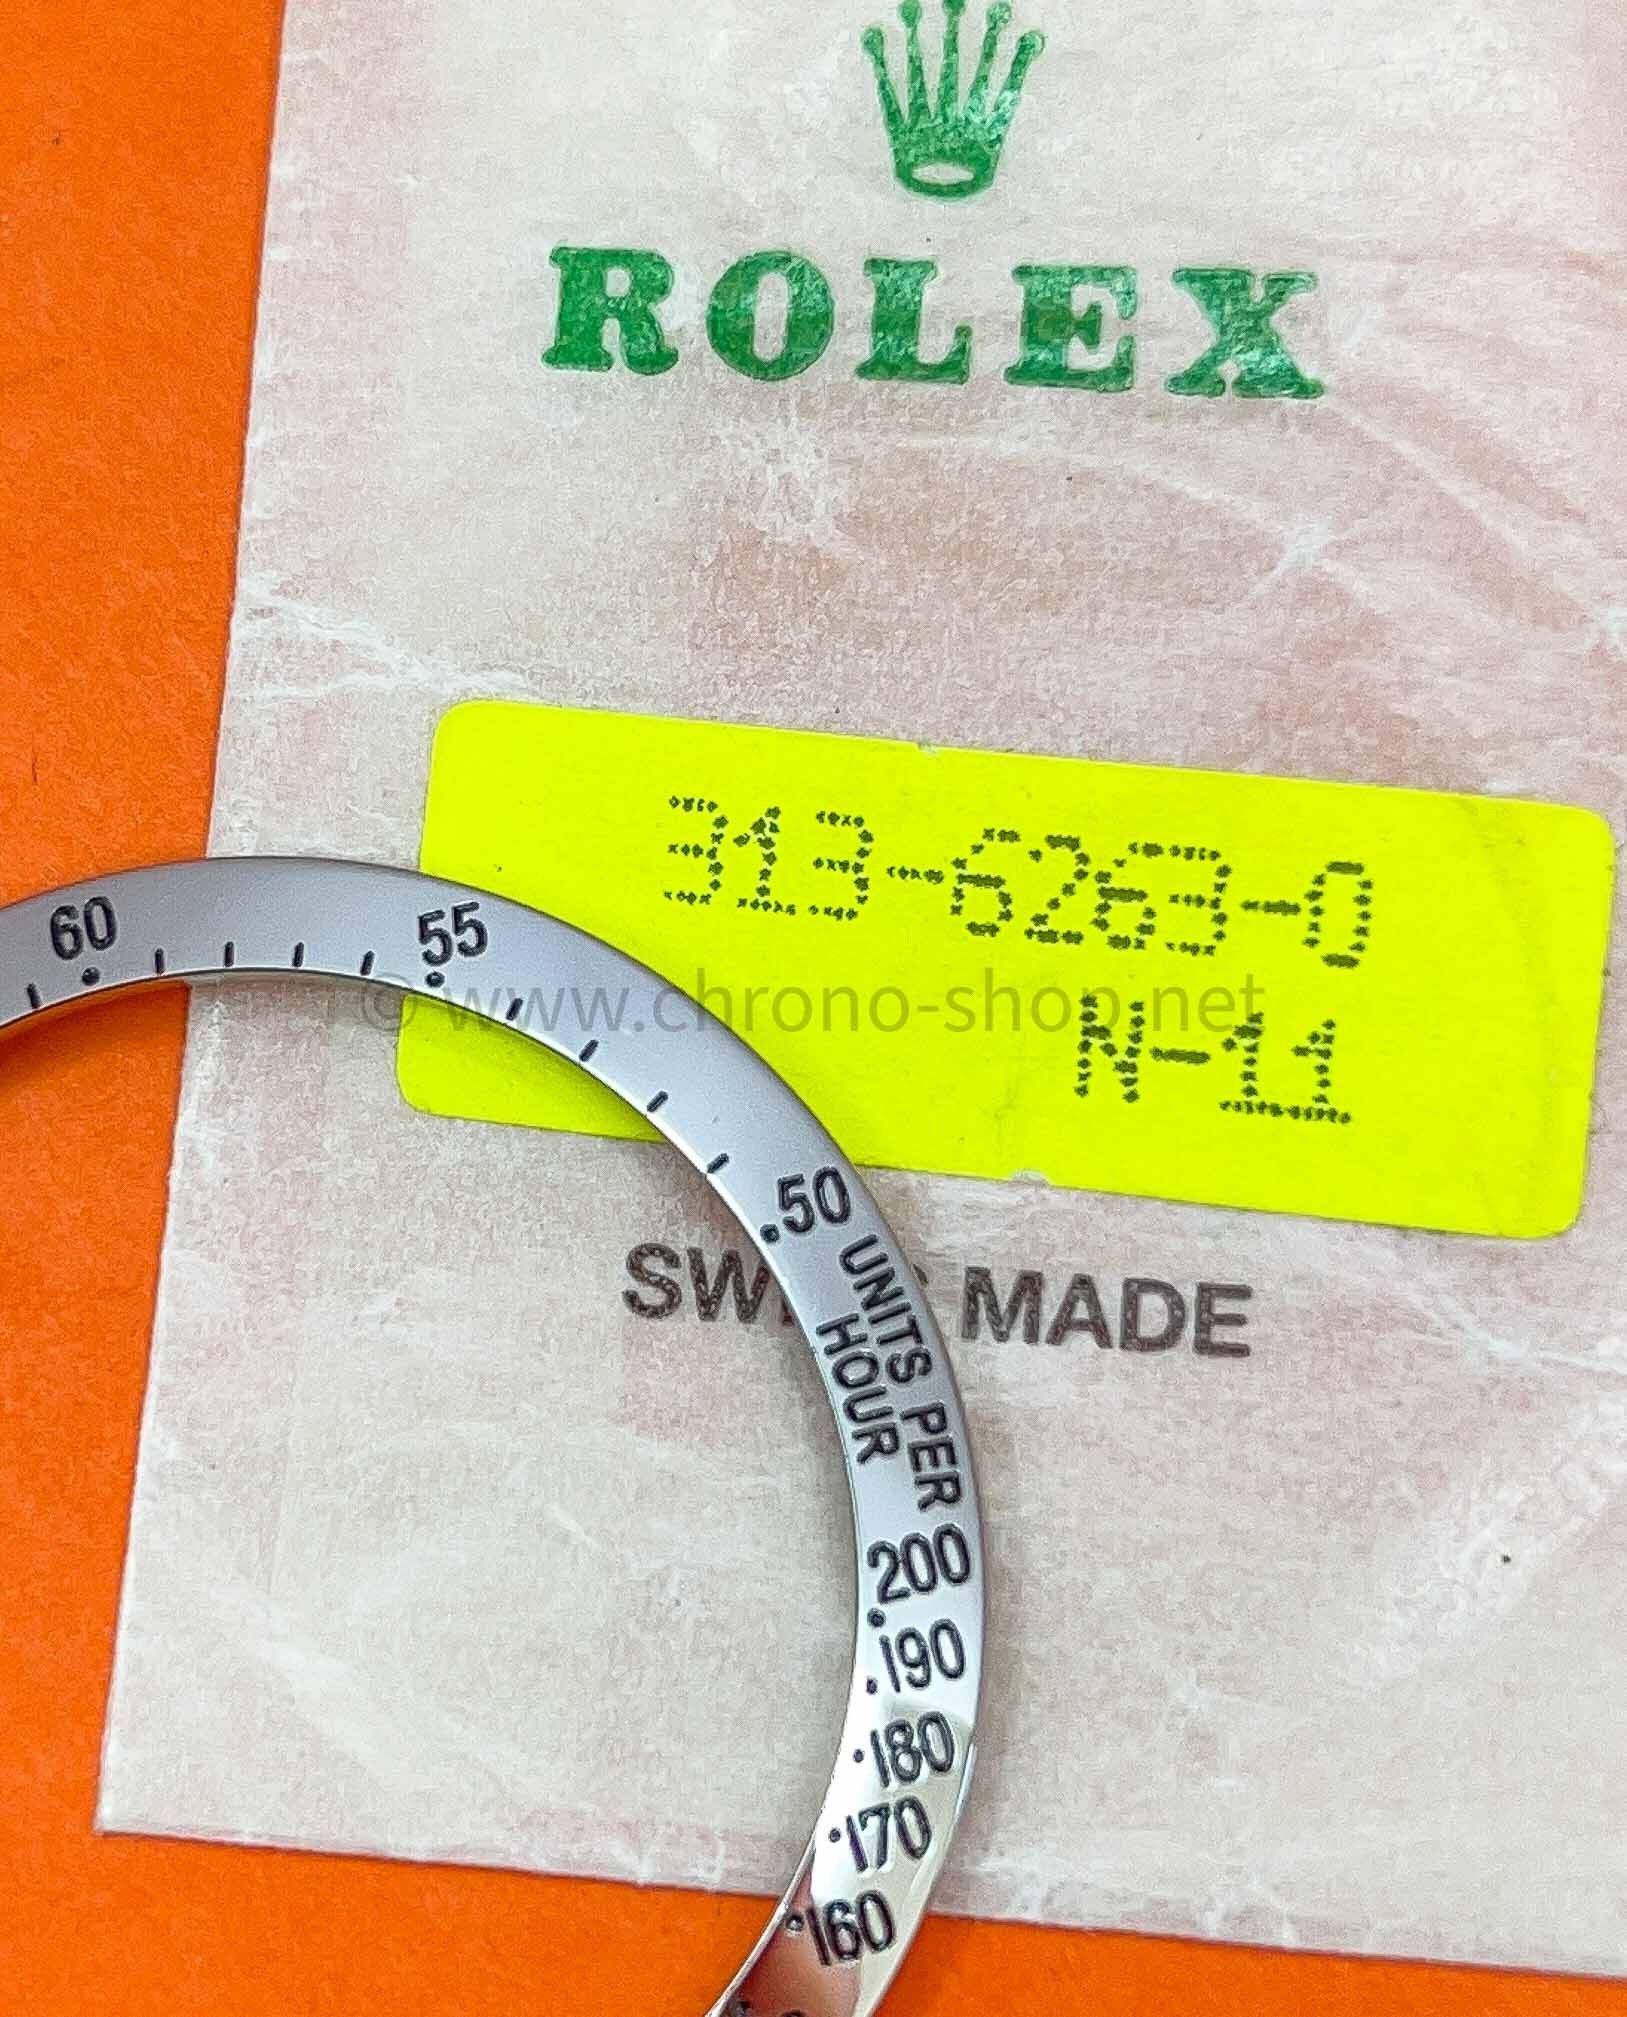 ROLEX
313-6263-0
N-11
© www.chrono-shop.net
MADE
60
55
50
UNITS PER
HOUR
200
190
180
170
160